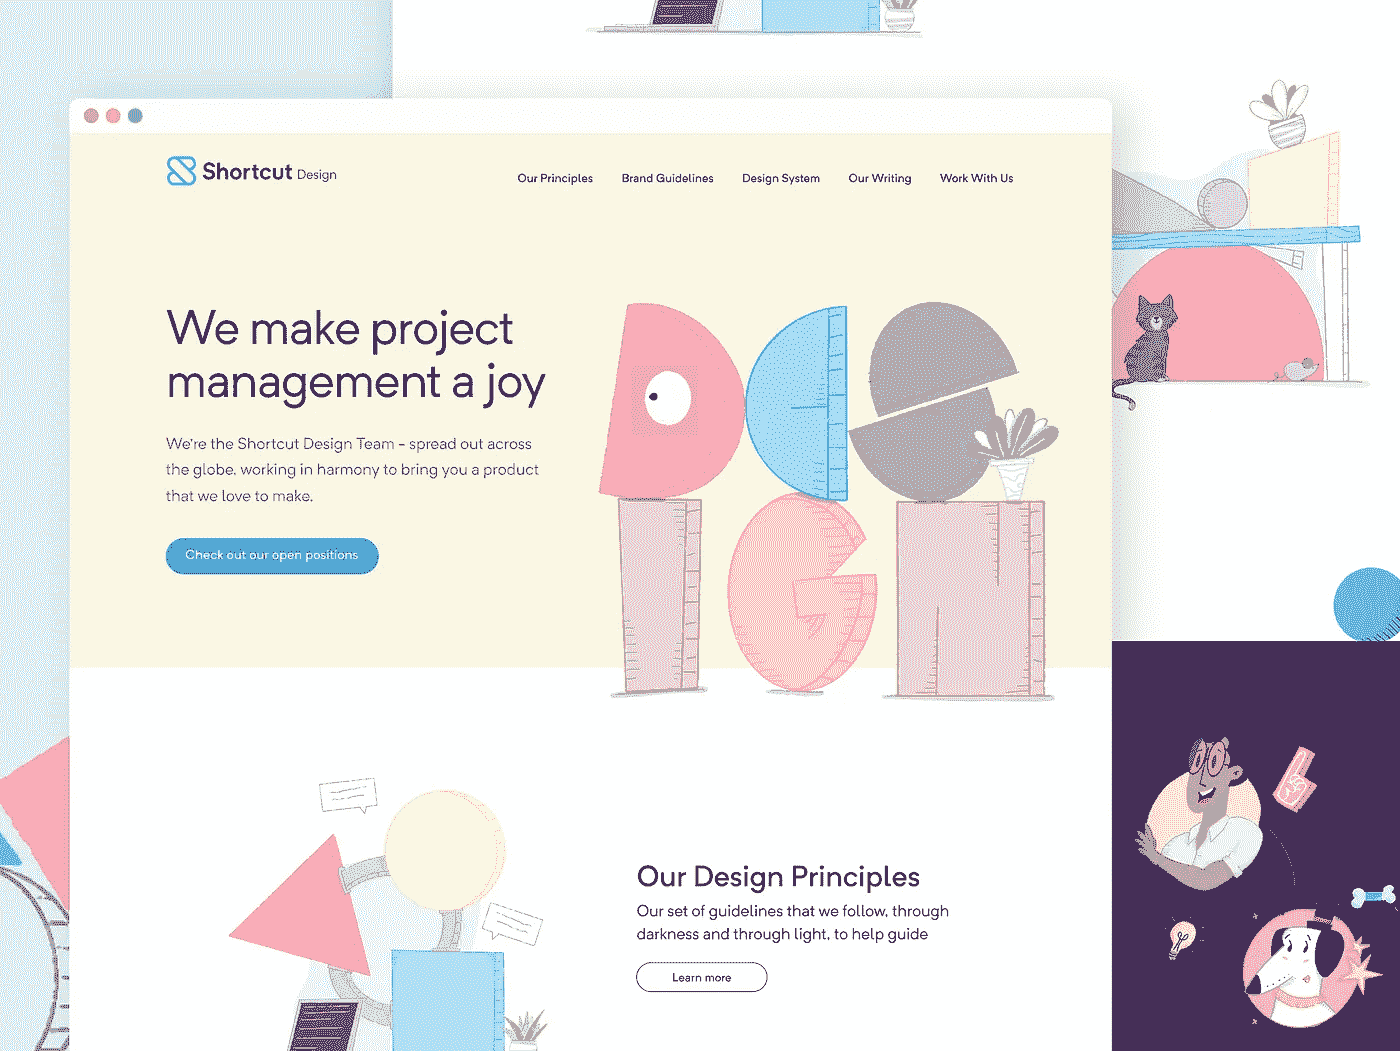 Shortcut Design
Our Principles
Brand Guidelines
Design System
Our Writing
Work With Us
We make project
management a joy
We're the Shortcut Design Team – spread out across
the globe, working in harmony to bring you a product
that we love to make.
Check out our open positions
Our Design Principles
Our set of guidelines that we follow, through
darkness and through light, to help guide
Learn more